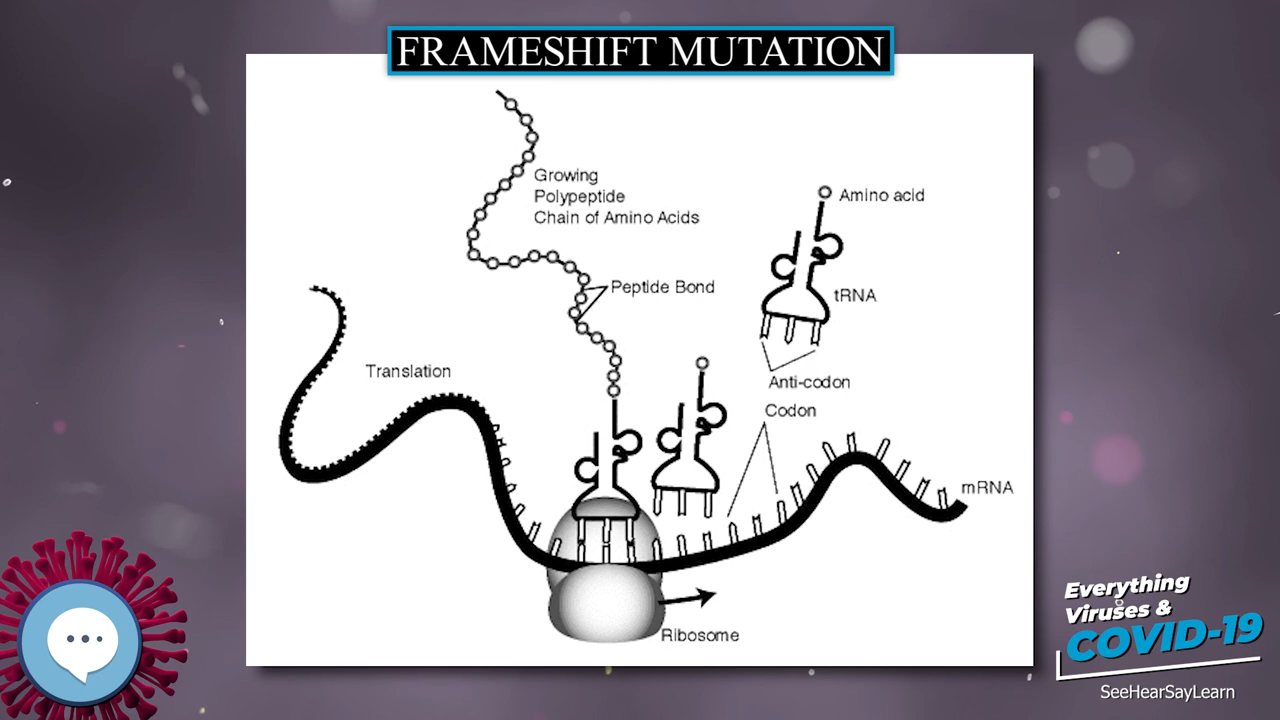 FRAMESHIFT MUTATION
Growing
Polypeptide
Chain of Amino Acids
Amino acid
Peptide Bond
tRNA
Translation
Anti-codon
Codon
mRNA
Ribosome
Everything
Viruses &
COVID-19
SeeHearSayLearn